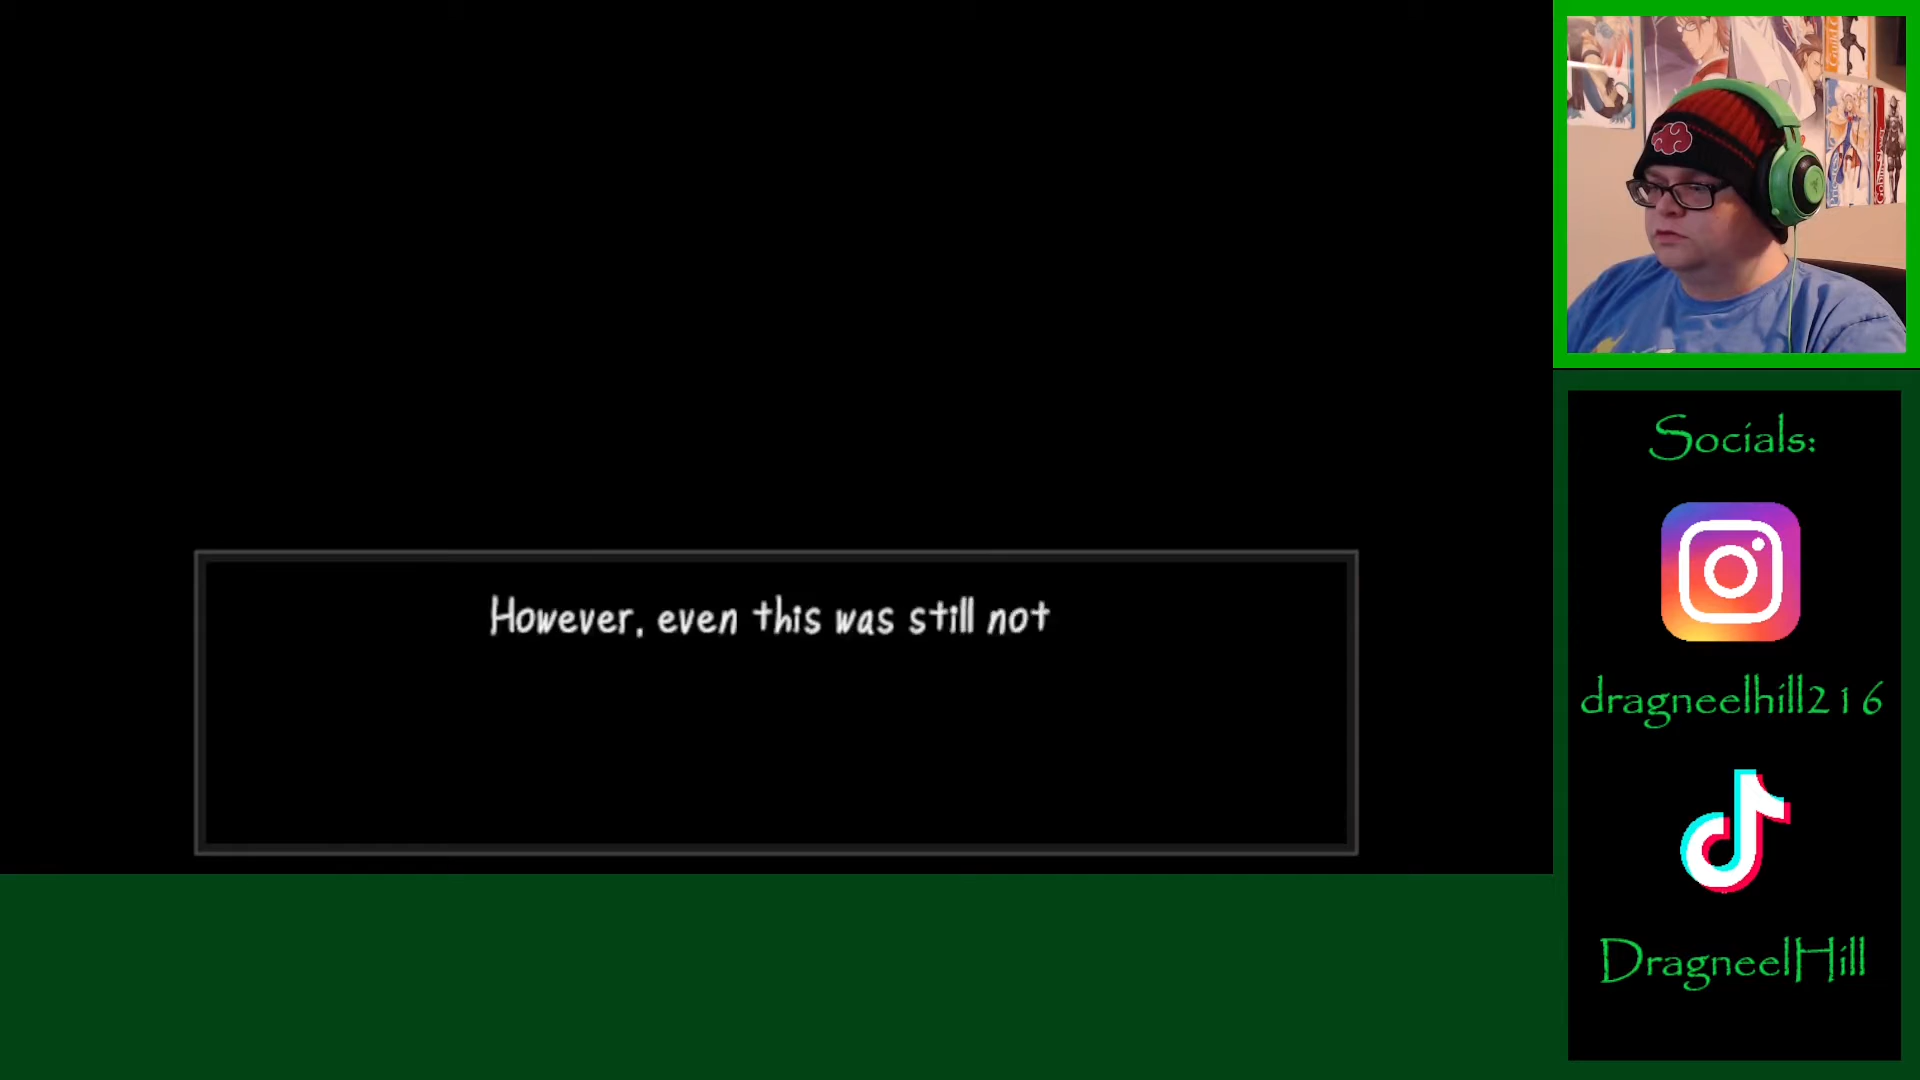 However, even this was still not
Socials:
dragneelhill216
DragneelHill